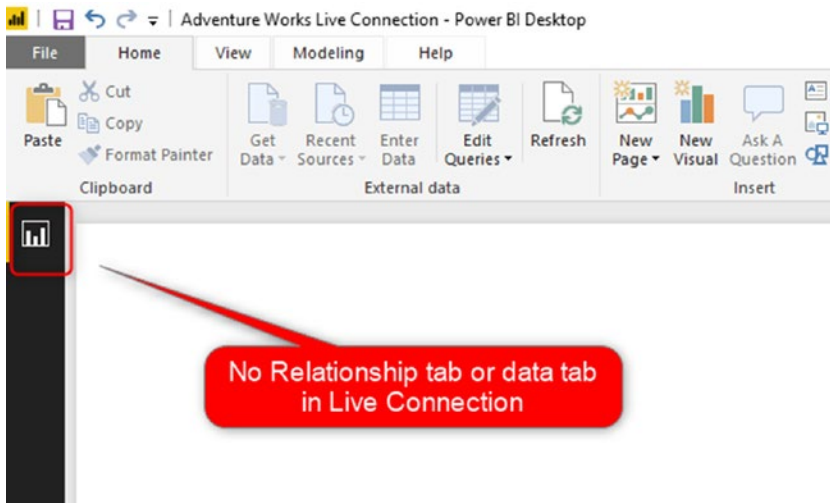 Adventure Works Live Connection - Power BI Desktop
File Home View Modeling Help
Cut
Copy
Format Painter
Paste
Get Data
Recent Sources
Enter Data
Edit Queries
Refresh
New Page
New Visual
Ask A Question
Clipboard External data Insert
No Relationship tab or data tab
in Live Connection